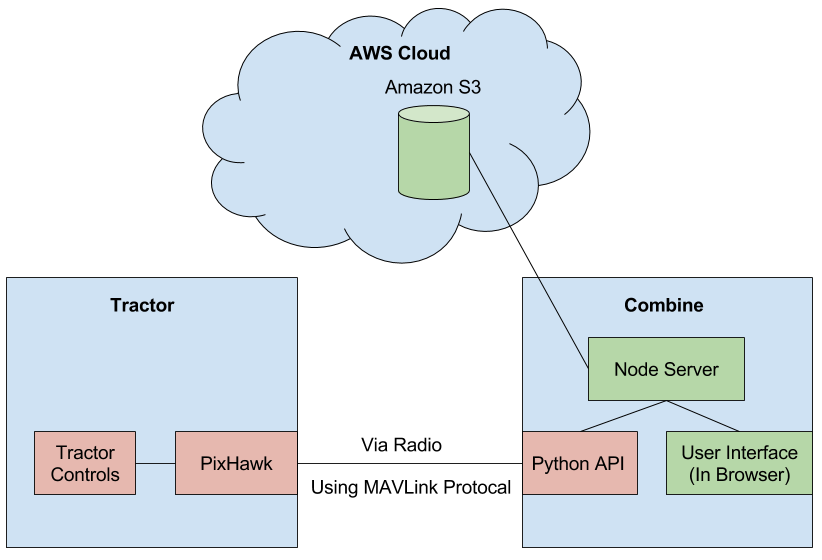 AWS Cloud
Amazon S3
Tractor
Combine
Node Server
Tractor
Controls
PixHawk
Via Radio
Using MAVLink Protocal
Python API
User Interface
(In Browser)